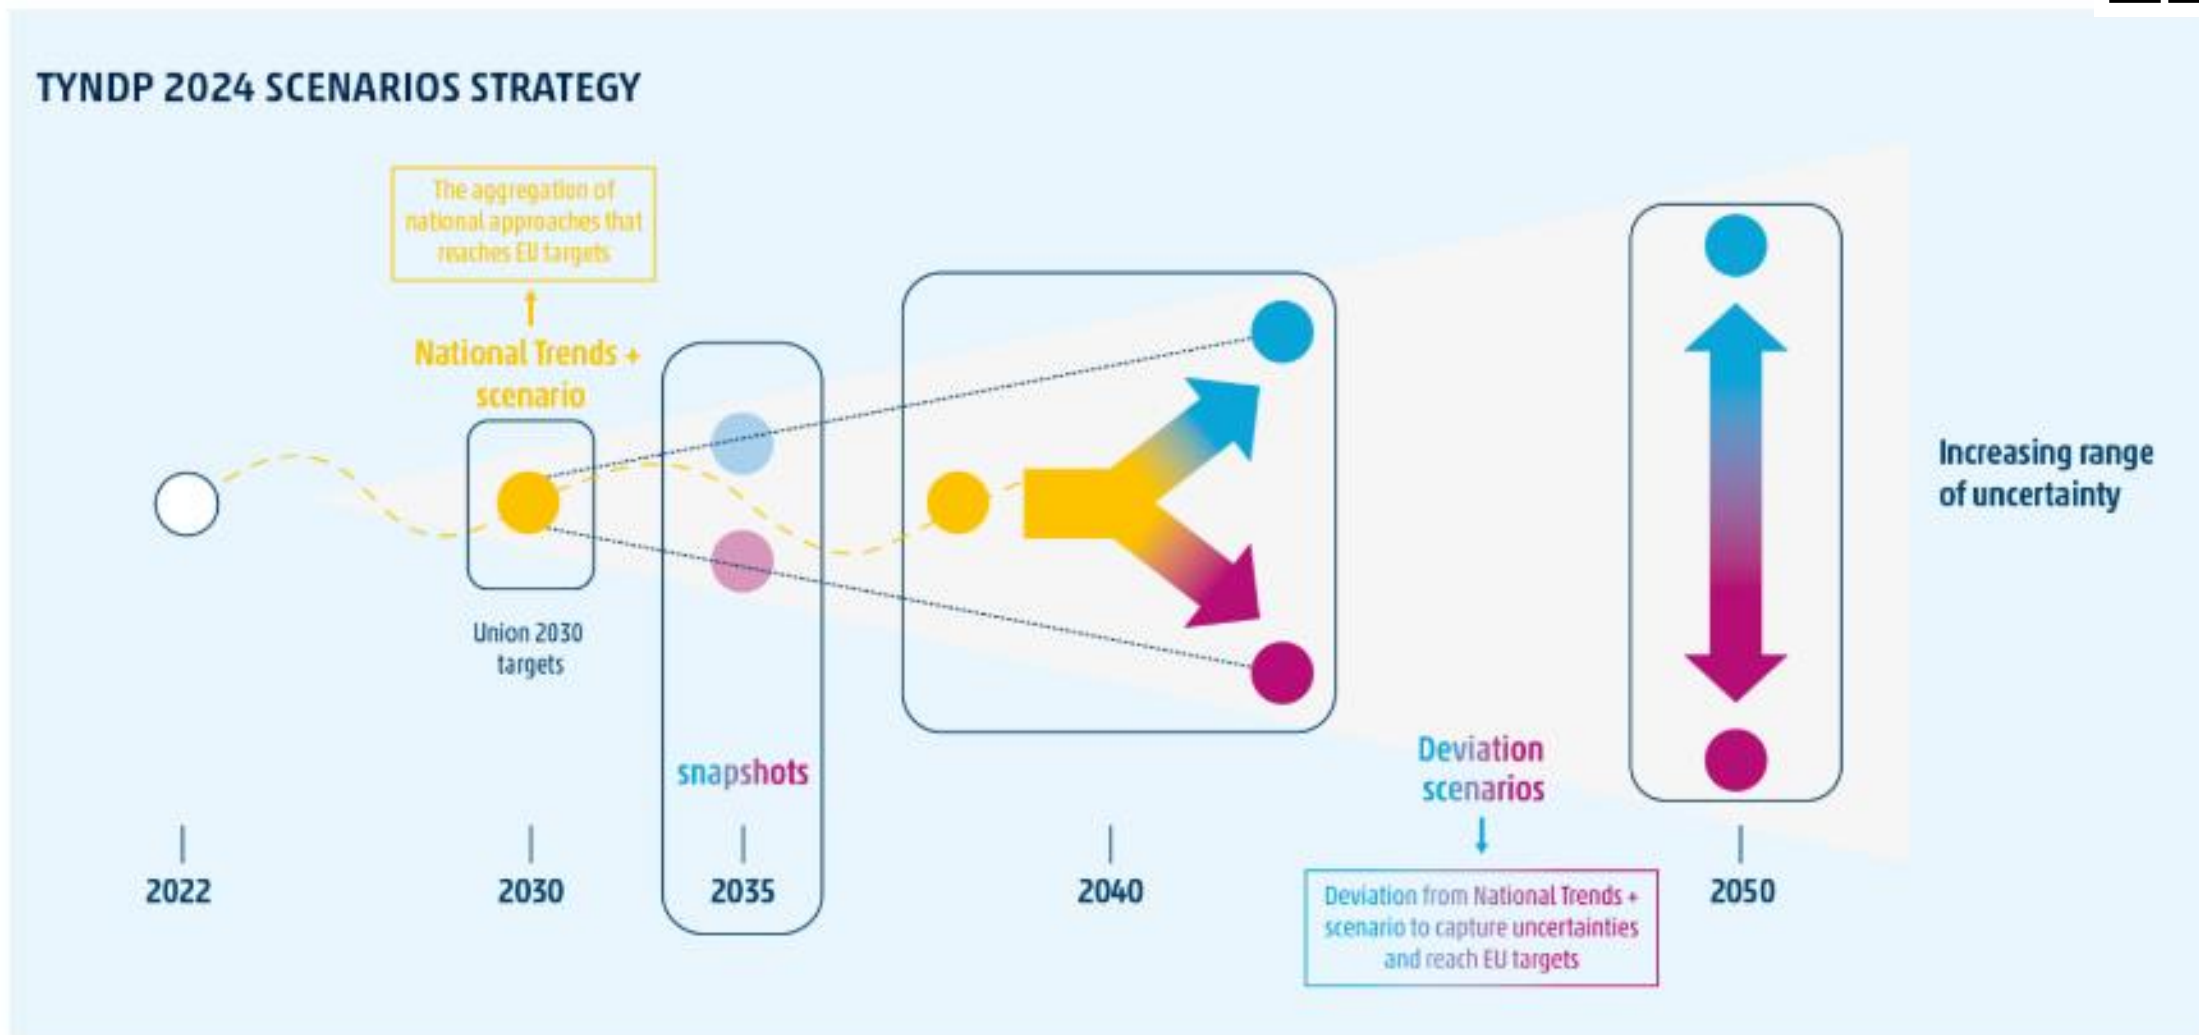 TYNDP 2024 SCENARIOS STRATEGY
The aggregation of
national approaches that
reaches EU targets
National Trends +
scenario
Union 2030
targets
snapshots
Increasing range
of uncertainty
Deviation
scenarios
2022
2030
2035
2040
2050
Deviation from National Trends +
scenario to capture uncertainties
and reach EU targets